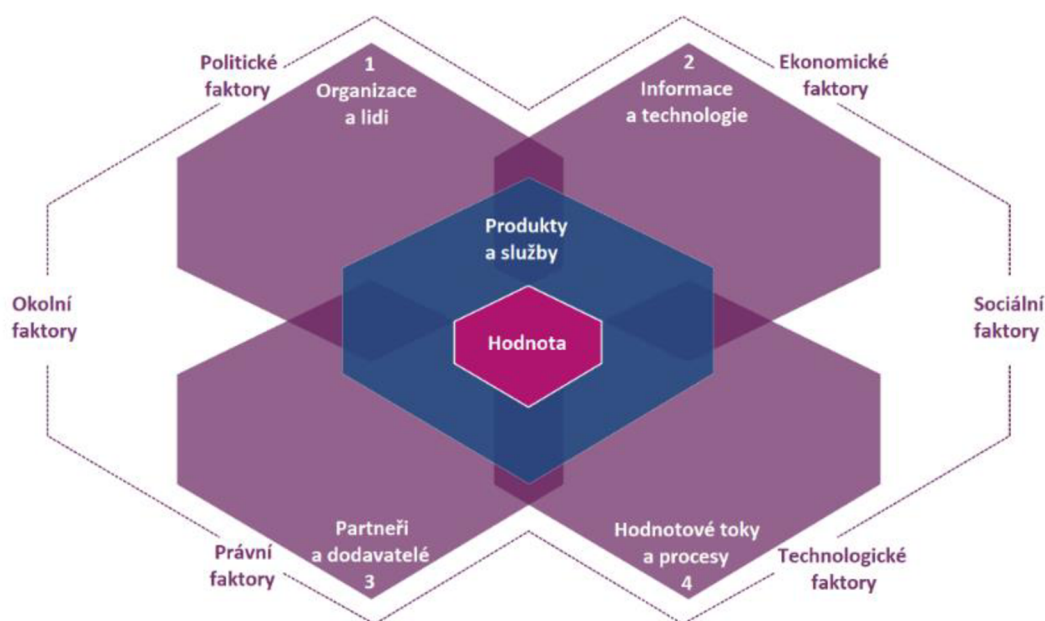 Politické
faktory
1
Organizace
a lidi
2
Informace
a technologie
Ekonomické
faktory
Produkty
a služby
Okolní
faktory
Hodnota
Sociální
faktory
Právní
faktory
Partneři
a dodavatelé
3
Hodnotové toky
a procesy
4
Technologické
faktory